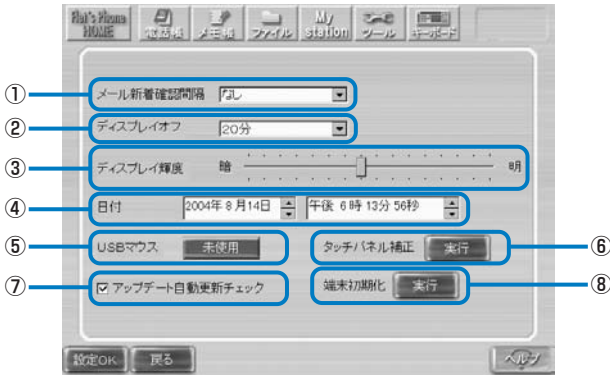 Flet's Phone HOME 電話帳 メモ帳 ファイル My station ツール キーボード
① メール新着確認間隔 なし
② ディスプレイオフ 20分
③ ディスプレイ輝度 暗 明
④ 日付 2004年 8月14日 午後 6時 13分 56秒
⑤ USBマウス 未使用 タッチパネル補正 実行 ⑥
⑦ アップデート自動更新チェック 端末初期化 実行 ⑧
設定OK 戻る ヘルプ